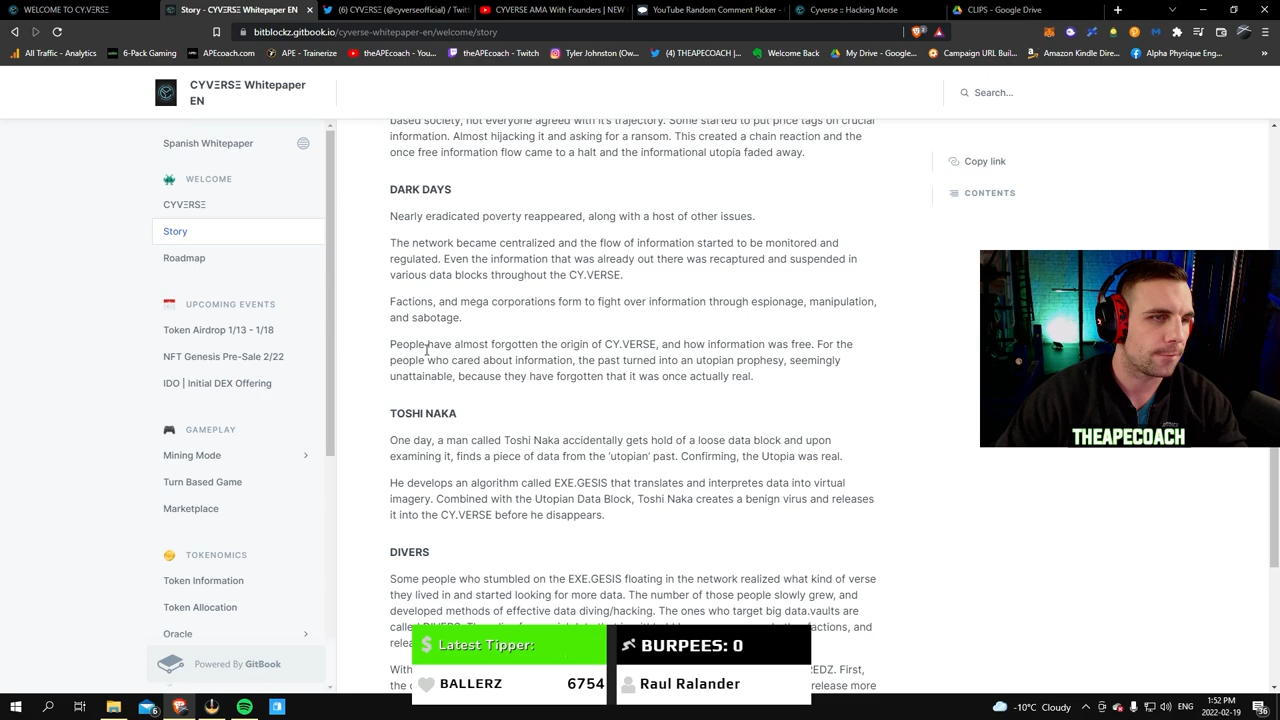 WELCOME TO CY.VERSE
Story - CYVERSE Whitepaper EN
(6) CYVERSE (@cyverseofficial) / Twitt
CYVERSE AMA With Founders | NEW
YouTube Random Comment Picker -
Cyverse :: Hacking Mode
CLIPS - Google Drive
bitblockz.gitbook.io/cyverse-whitepaper-en/welcome/story
All Traffic - Analytics
6-Pack Gaming
APE.Coach - Analytics
theAPEcoach - You...
Twitch
Tyler Johnston (Ow...
(4) THEAPECOACH (...
Welcome Back
My Drive - Google...
Campaign URL Buil...
Amazon Kindle Dire...
Alpha Physique Eng...
CYVΞRSΞ Whitepaper
EN
Search...
Spanish Whitepaper
WELCOME
CYVΞRSΞ
Story
Roadmap
UPCOMING EVENTS
Token Airdrop 1/13 - 1/18
NFT Genesis Pre-Sale 2/22
IDO | Initial DEX Offering
GAMEPLAY
Mining Mode
Turn Based Game
Marketplace
TOKENOMICS
Token Information
Token Allocation
Oracle
Powered By GitBook
based society, not everyone agreed with it's trajectory. Some started to put price tags on crucial
information. Almost hijacking it and asking for a ransom. This created a chain reaction and the
once free information flow came to a halt and the informational utopia faded away.
DARK DAYS
Nearly eradicated poverty reappeared, along with a host of other issues.
The network became centralized and the flow of information started to be monitored and
regulated. Even the information that was already out there was recaptured and suspended in
various data blocks throughout the CY.VERSE.
Factions, and mega corporations form to fight over information through espionage, manipulation,
and sabotage.
People have almost forgotten the origin of CY.VERSE, and how information was free. For the
people who cared about information, the past turned into an utopian prophesy, seemingly
unattainable, because they have forgotten that it was once actually real.
TOSHI NAKA
One day, a man called Toshi Naka accidentally gets hold of a loose data block and upon
examining it, finds a piece of data from the 'utopian' past. Confirming, the Utopia was real.
He develops an algorithm called EXE.GESIS that translates and interprets data into virtual
imagery. Combined with the Utopian Data Block, Toshi Naka creates a benign virus and releases
it into the CY.VERSE before he disappears.
DIVERS
Some people who stumbled on the EXE.GESIS floating in the network realized what kind of verse
they lived in and started looking for more data. The number of those people slowly grew, and
developed methods of effective data diving/hacking. The ones who target big data.vaults are
Copy link
CONTENTS
THEAPECOACH
Latest Tipper:
BALLERZ 6754
BURPEES: 0
Raul Ralander
-10°C Cloudy
1:52 PM
2022-02-19
36